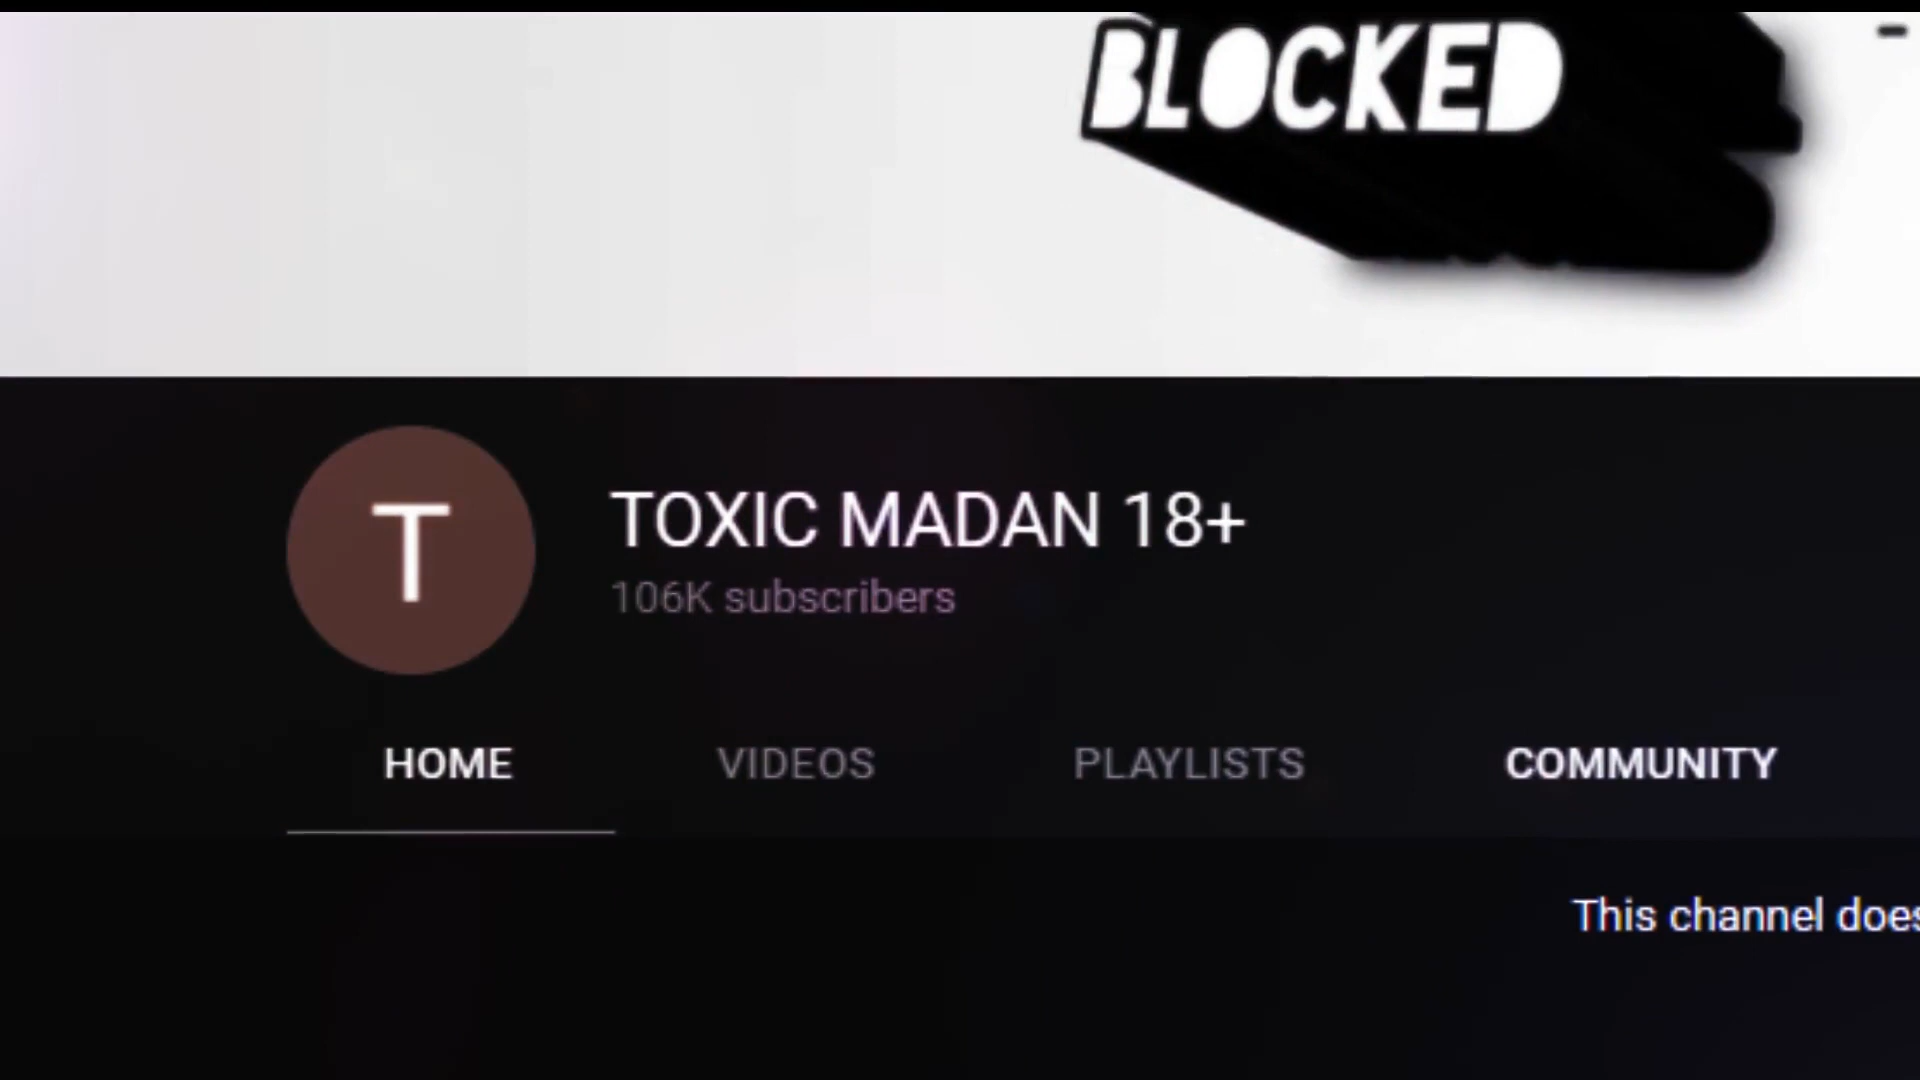 BLOCKED
T
TOXIC MADAN 18+
106K subscribers
HOME VIDEOS PLAYLISTS COMMUNITY
This channel does